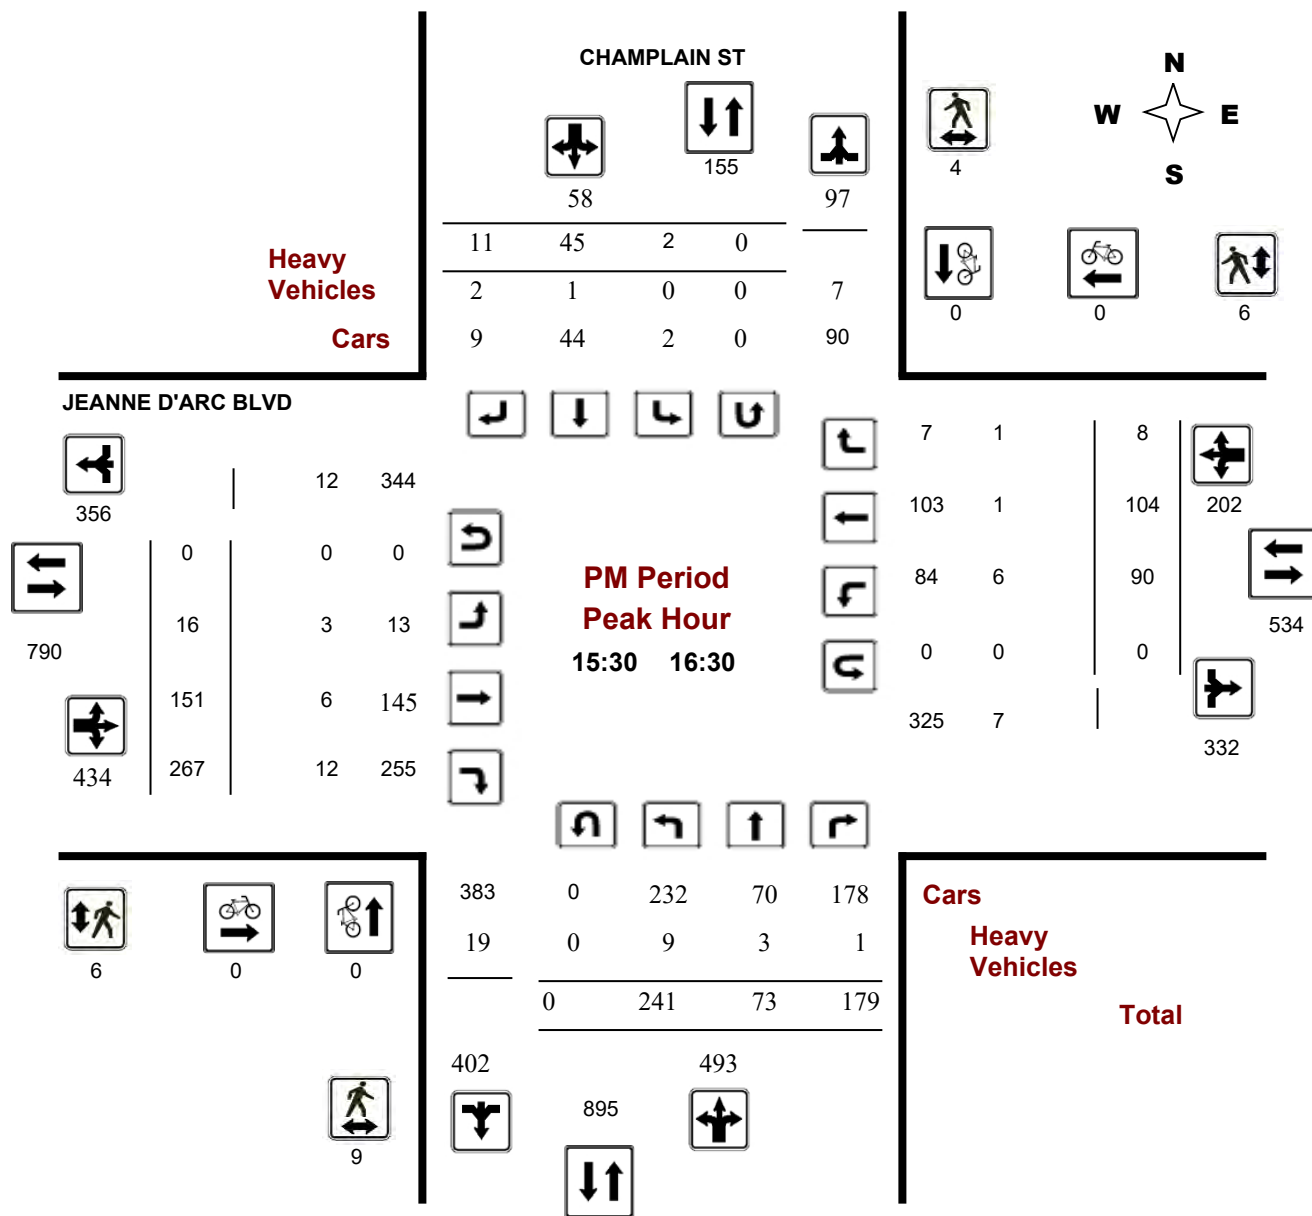 CHAMPLAIN ST
N
W E
S
155
4
58
97
11 45 2 0
Heavy
Vehicles
2 1 0 0 7
0 0 6
Cars
9 44 2 0 90
JEANNE D'ARC BLVD
7 1 8
12 344
356
103 1 104 202
0 0 0
PM Period
84 6 90
Peak Hour
16 3 13
534
790
15:30 16:30
0 0 0
151 6 145
325 7
332
434
267 12 255
383 0 232 70 178
Cars
19 0 9 3 1
Heavy
Vehicles
6 0 0
0 241 73 179
Total
402 493
895
9